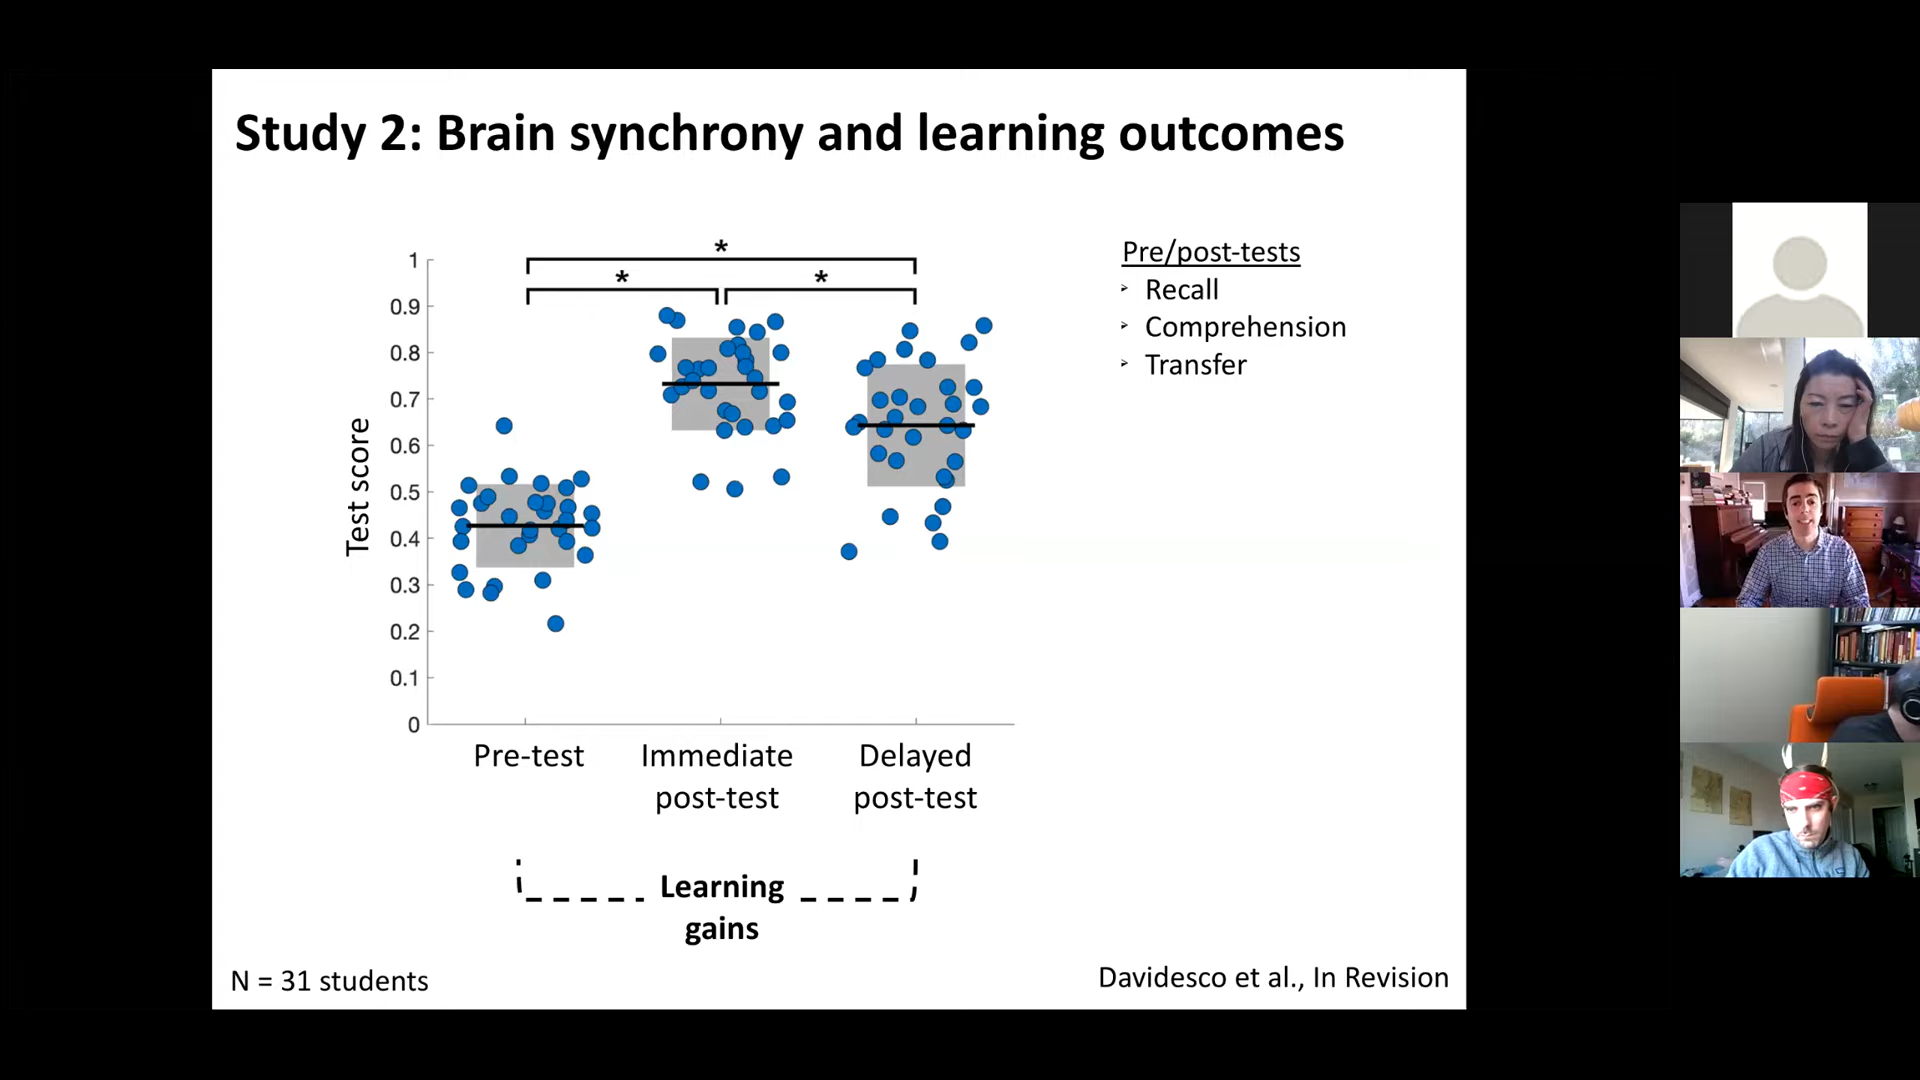 Study 2: Brain synchrony and learning outcomes
*
*
*
1
0.9
0.8
0.7
0.6
0.5
0.4
0.3
0.2
0.1
0
Test score
Pre-test
Immediate
post-test
Delayed
post-test
Learning
gains
Pre/post-tests
Recall
Comprehension
Transfer
N = 31 students
Davidesco et al., In Revision